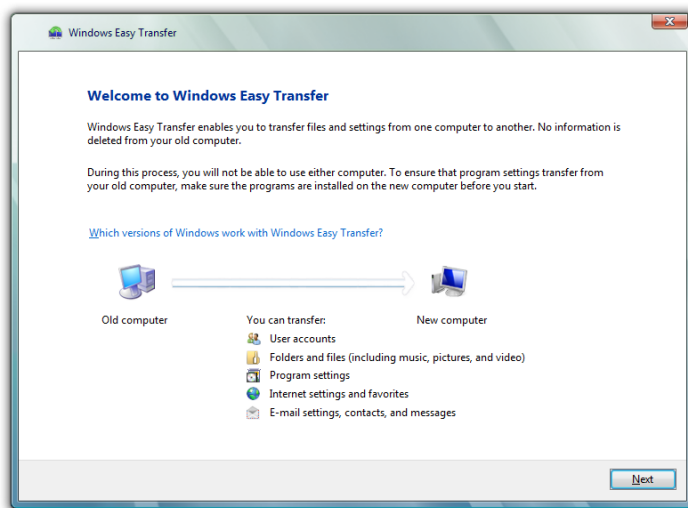 Windows Easy Transfer
Welcome to Windows Easy Transfer
Windows Easy Transfer enables you to transfer files and settings from one computer to another. No information is
deleted from your old computer.
During this process, you will not be able to use either computer. To ensure that program settings transfer from
your old computer, make sure the programs are installed on the new computer before you start.
Which versions of Windows work with Windows Easy Transfer?
Old computer
You can transfer:
New computer
User accounts
Folders and files (including music, pictures, and video)
Program settings
Internet settings and favorites
E-mail settings, contacts, and messages
Next